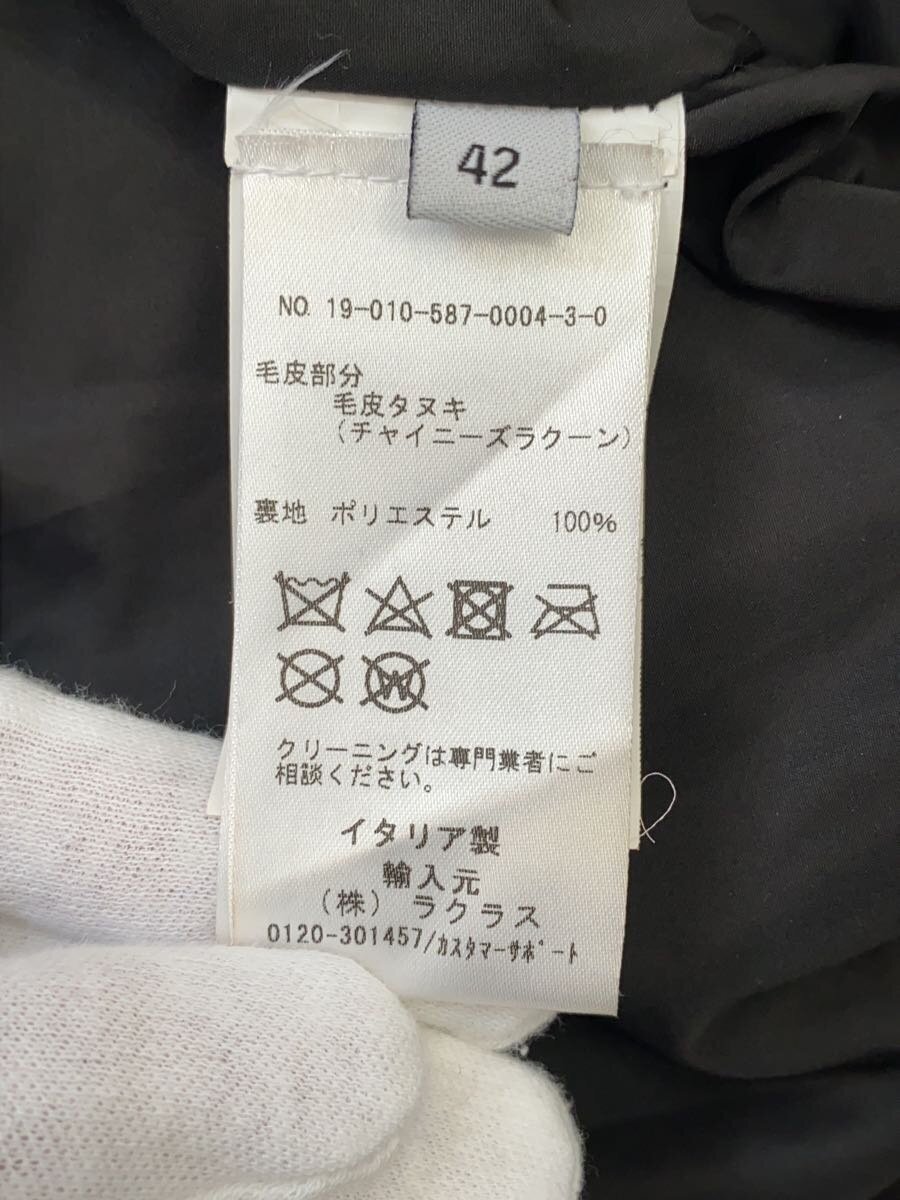 42
NO. 19-010-587-0004-3-0
毛皮部分
毛皮タヌキ
(チャイニーズラクーン)
裏地 ポリエステル 100%
W
クリーニングは専門業者にご
相談ください。
イタリア製
輸入元
(株) ラクラス
0120-301457/カスタマーサポート